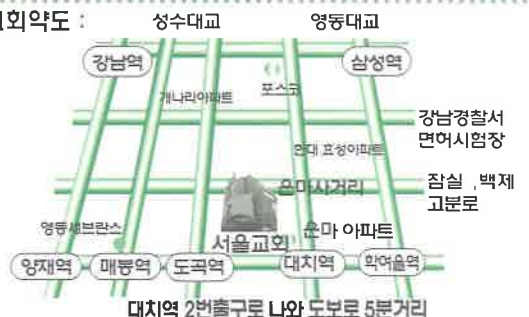 회약도 :
성수대교 영동대교
강남역 삼성역
포스코
개나리아파트
강남경찰서
면허시험장
현대 효성아파트
은마사거리
잠실 ,백제
고분로
영동세브란스
서울교회
은마 아파트
양재역 매봉역 도곡역 대치역 학여울역
대치역 2번출구로 나와 도보로 5분거리